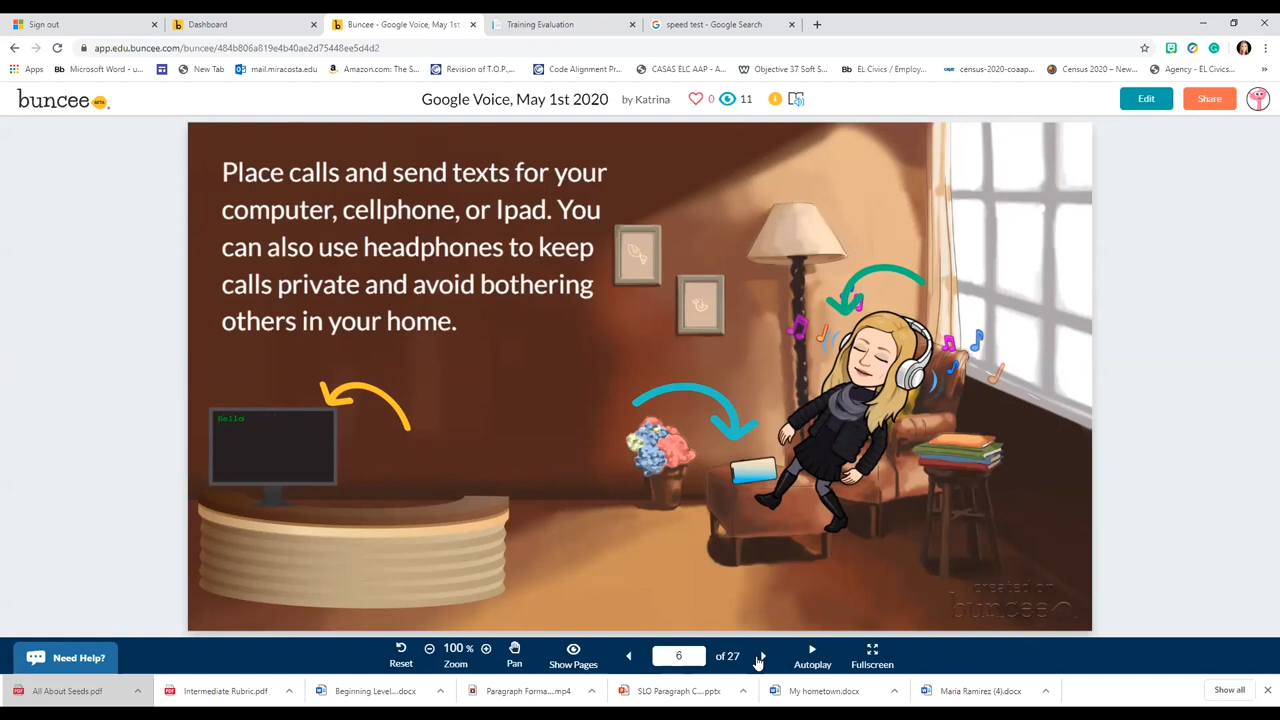 Sign out
Dashboard
Buncee - Google Voice, May 1st
Training Evaluation
speed test - Google Search
app.edu.buncee.com/buncee/484b806a819e4b40ae2d75448ee5d4d2
Apps
Bb Microsoft Word - u...
New Tab
mail.miracosta.edu
Amazon.com: The S...
Revision of T.O.P.,...
Code Alignment Pr...
CASAS ELC AAP - A...
Objective 37 Soft S...
Bb EL Civics / Employ...
census-2020-coaap...
Census 2020 – New...
Agency - EL Civics...
buncee BETA
Google Voice, May 1st 2020 by Katrina 0 11
Edit
Share
Place calls and send texts for your
computer, cellphone, or Ipad. You
can also use headphones to keep
calls private and avoid bothering
others in your home.
Hello
created on
buncee
Need Help?
Reset
100 %
Zoom
Pan
Show Pages
6 of 27
Autoplay
Fullscreen
All About Seeds.pdf
Intermediate Rubric.pdf
Beginning Level....docx
Paragraph Forma....mp4
SLO Paragraph C....pptx
My hometown.docx
Maria Ramirez (4).docx
Show all